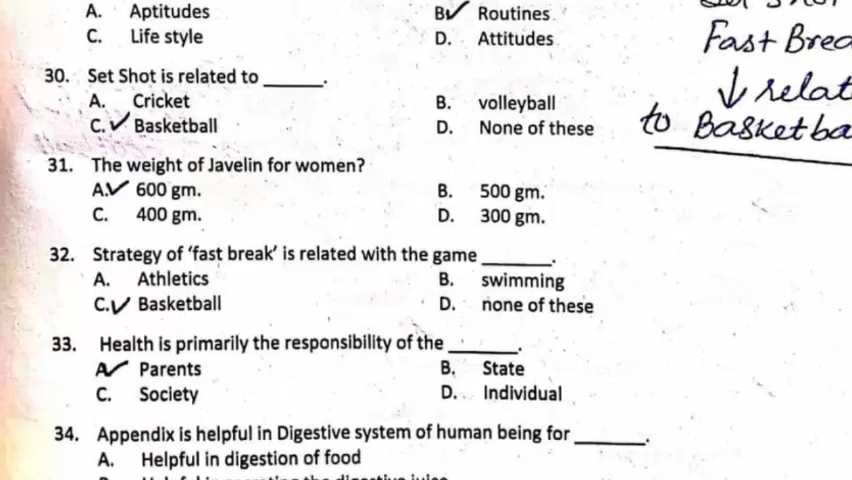 A. Aptitudes B. ✓ Routines
C. Life style D. Attitudes
30. Set Shot is related to ______.
A. Cricket B. volleyball
C. ✓ Basketball D. None of these
Fast Brea
↓ relat
to Basketba
31. The weight of Javelin for women?
A. ✓ 600 gm. B. 500 gm.
C. 400 gm. D. 300 gm.
32. Strategy of ‘fast break’ is related with the game ______.
A. Athletics B. swimming
C. ✓ Basketball D. none of these
33. Health is primarily the responsibility of the ______.
A ✓ Parents B. State
C. Society D. Individual
34. Appendix is helpful in Digestive system of human being for ______.
A. Helpful in digestion of food